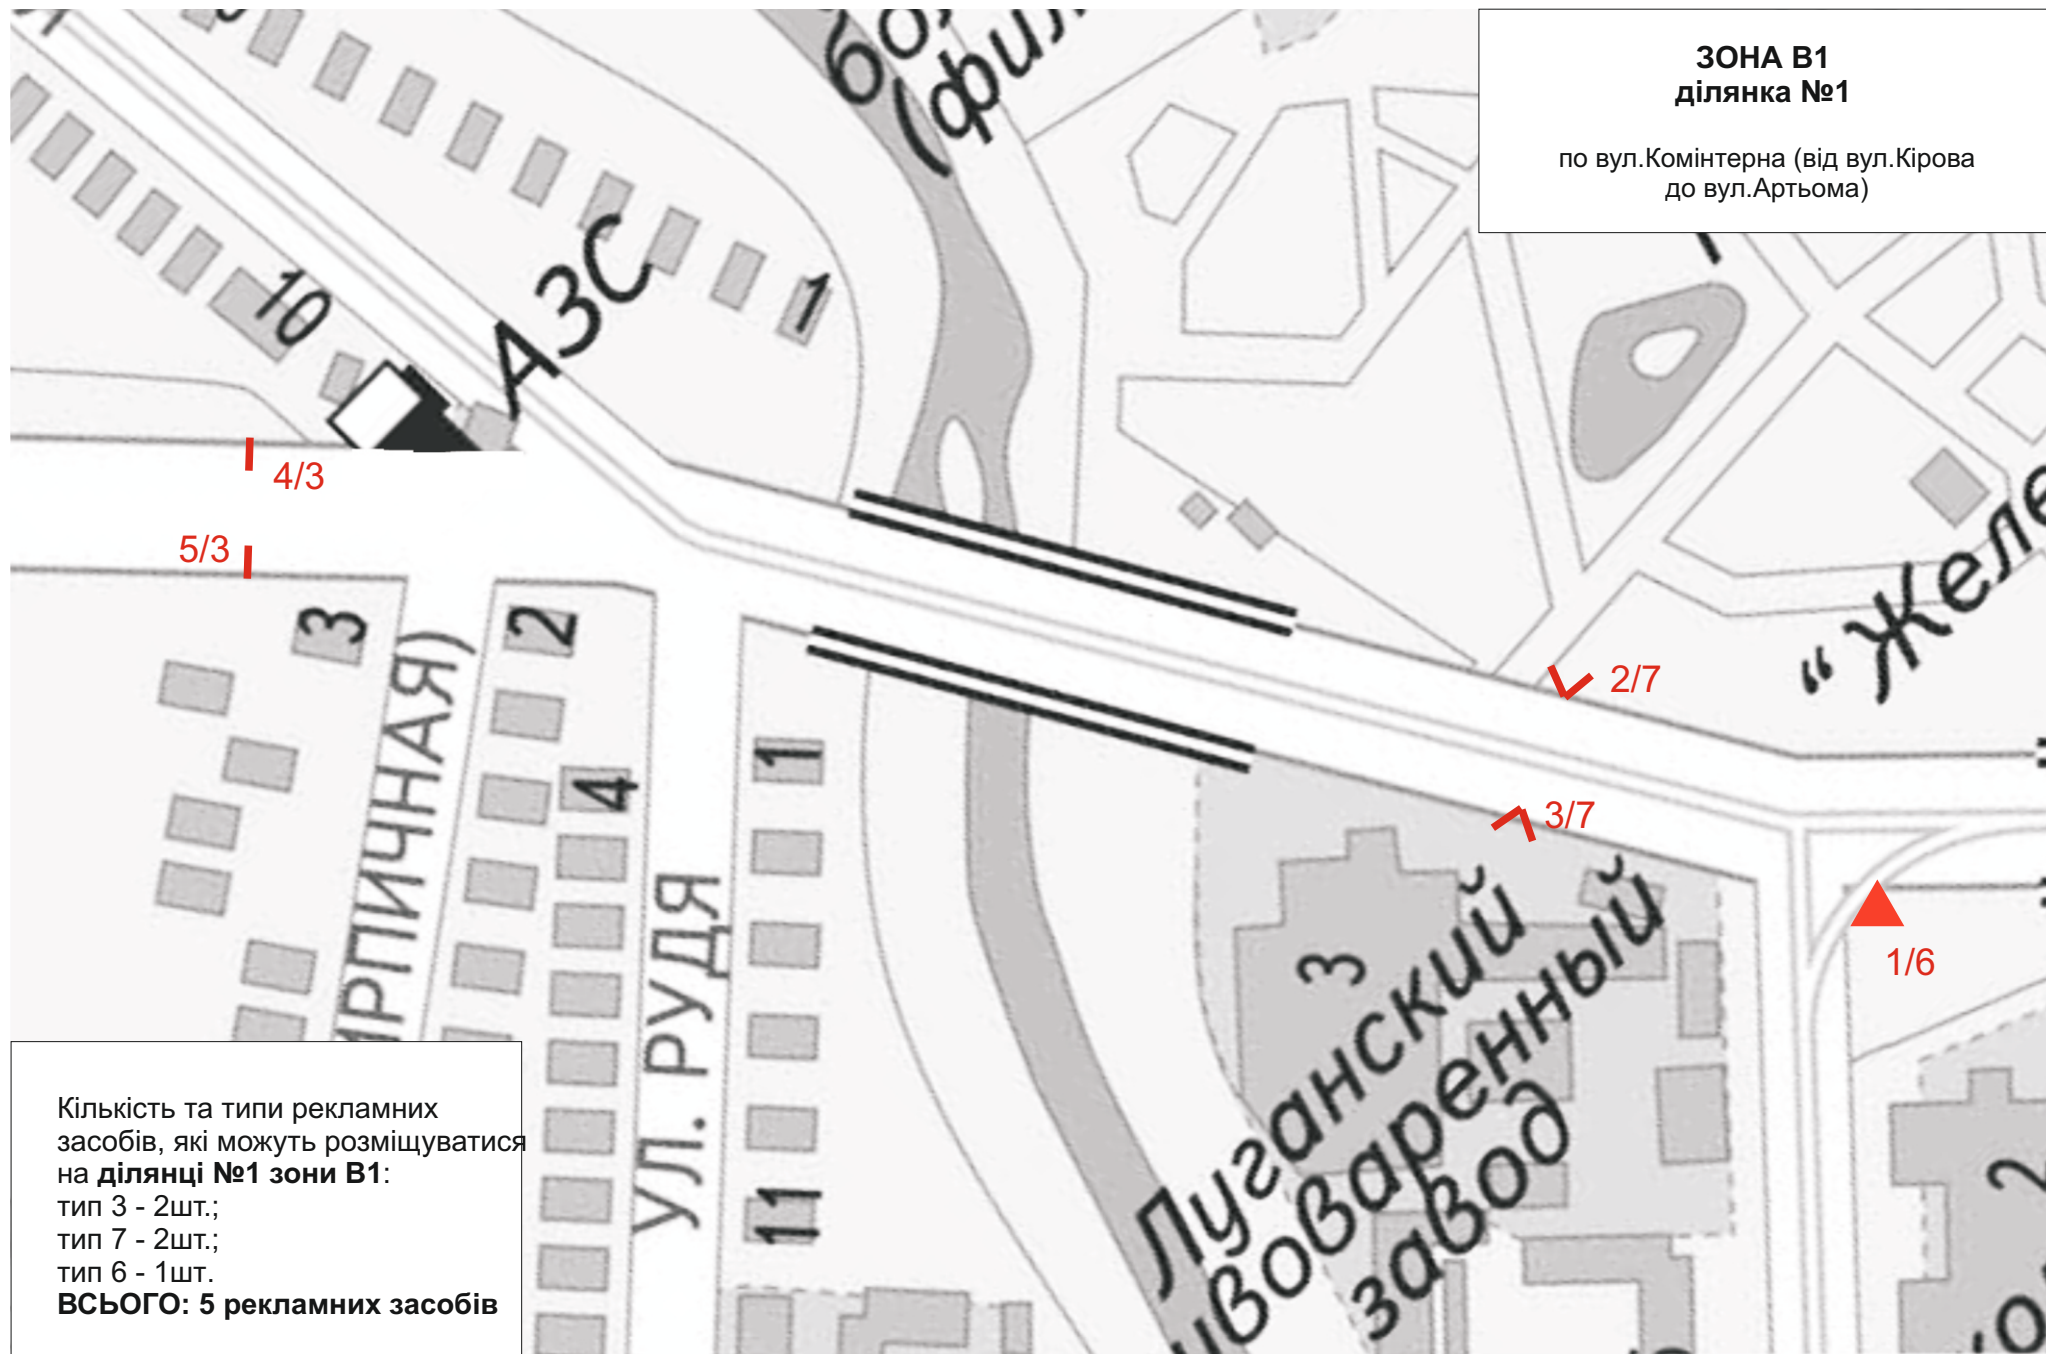 ЗОНА В1
ділянка №1
по вул.Комінтерна (від вул.Кірова
до вул.Артьома)
10
АЗС
1
4/3
5/3
3
2
4
1
11
УЛ. РУДЯ
2/7
3/7
1/6
"Желе
3
Луганский
завод
2
Кількість та типи рекламних
засобів, які можуть розміщуватися
на ділянці №1 зони В1:
тип 3 - 2шт.;
тип 7 - 2шт.;
тип 6 - 1шт.
ВСЬОГО: 5 рекламних засобів